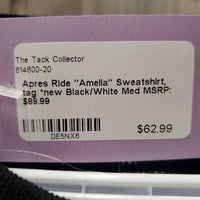 The Tack Collector
614600-20
Apres Ride "Amelia" Sweatshirt,
tag *new Black/White Med MSRP:
$89.99
$62.99
DE5NX6